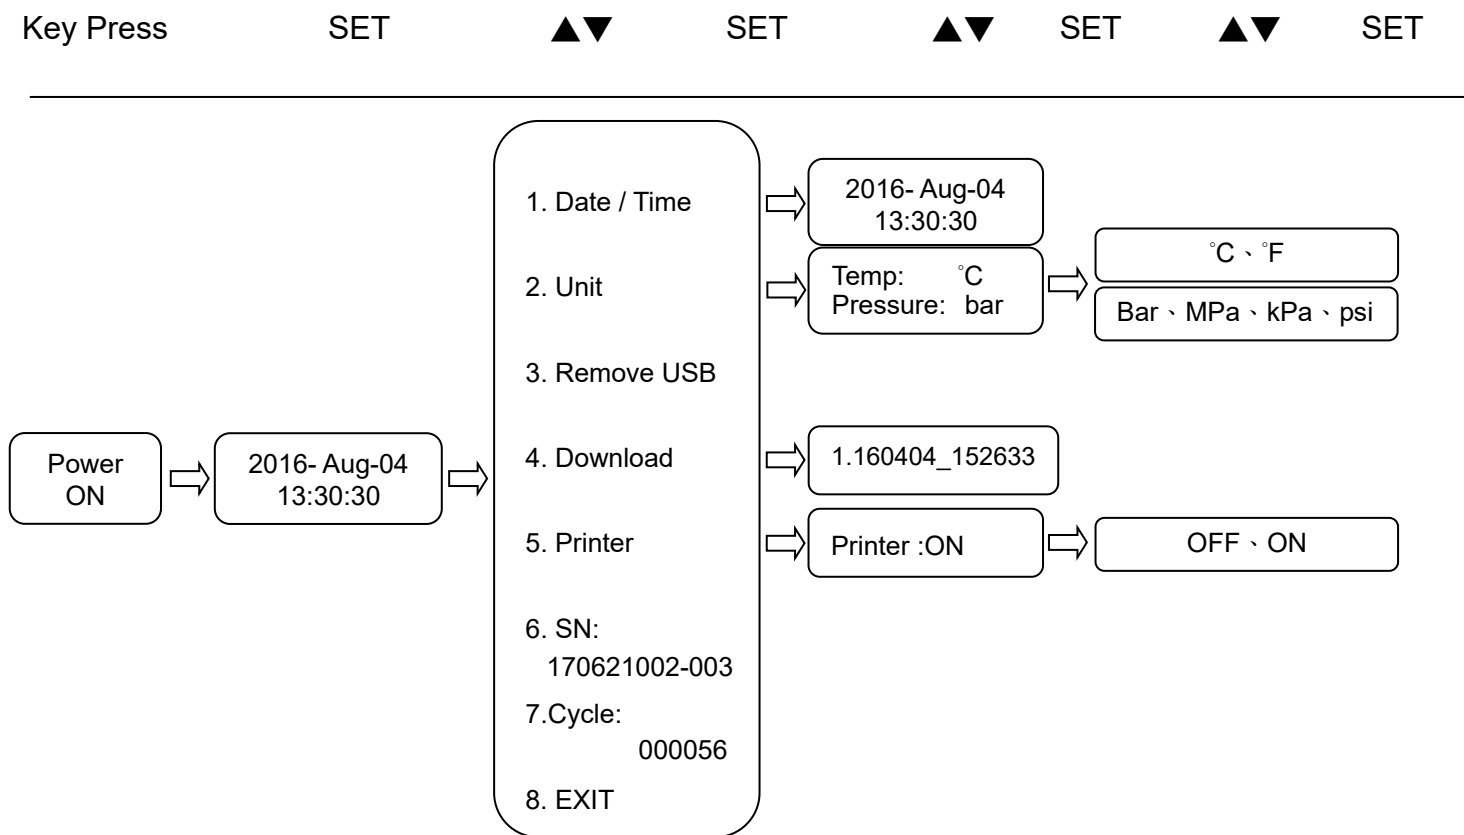 Key Press SET ▲▼ SET ▲▼ SET ▲▼ SET
1. Date / Time
2016- Aug-04
13:30:30
°C、°F
2. Unit
Temp: °C
Pressure: bar
Bar、MPa、kPa、psi
3. Remove USB
Power
ON
2016- Aug-04
13:30:30
4. Download
1.160404_152633
5. Printer
Printer :ON
OFF、ON
6. SN:
170621002-003
7.Cycle:
000056
8. EXIT